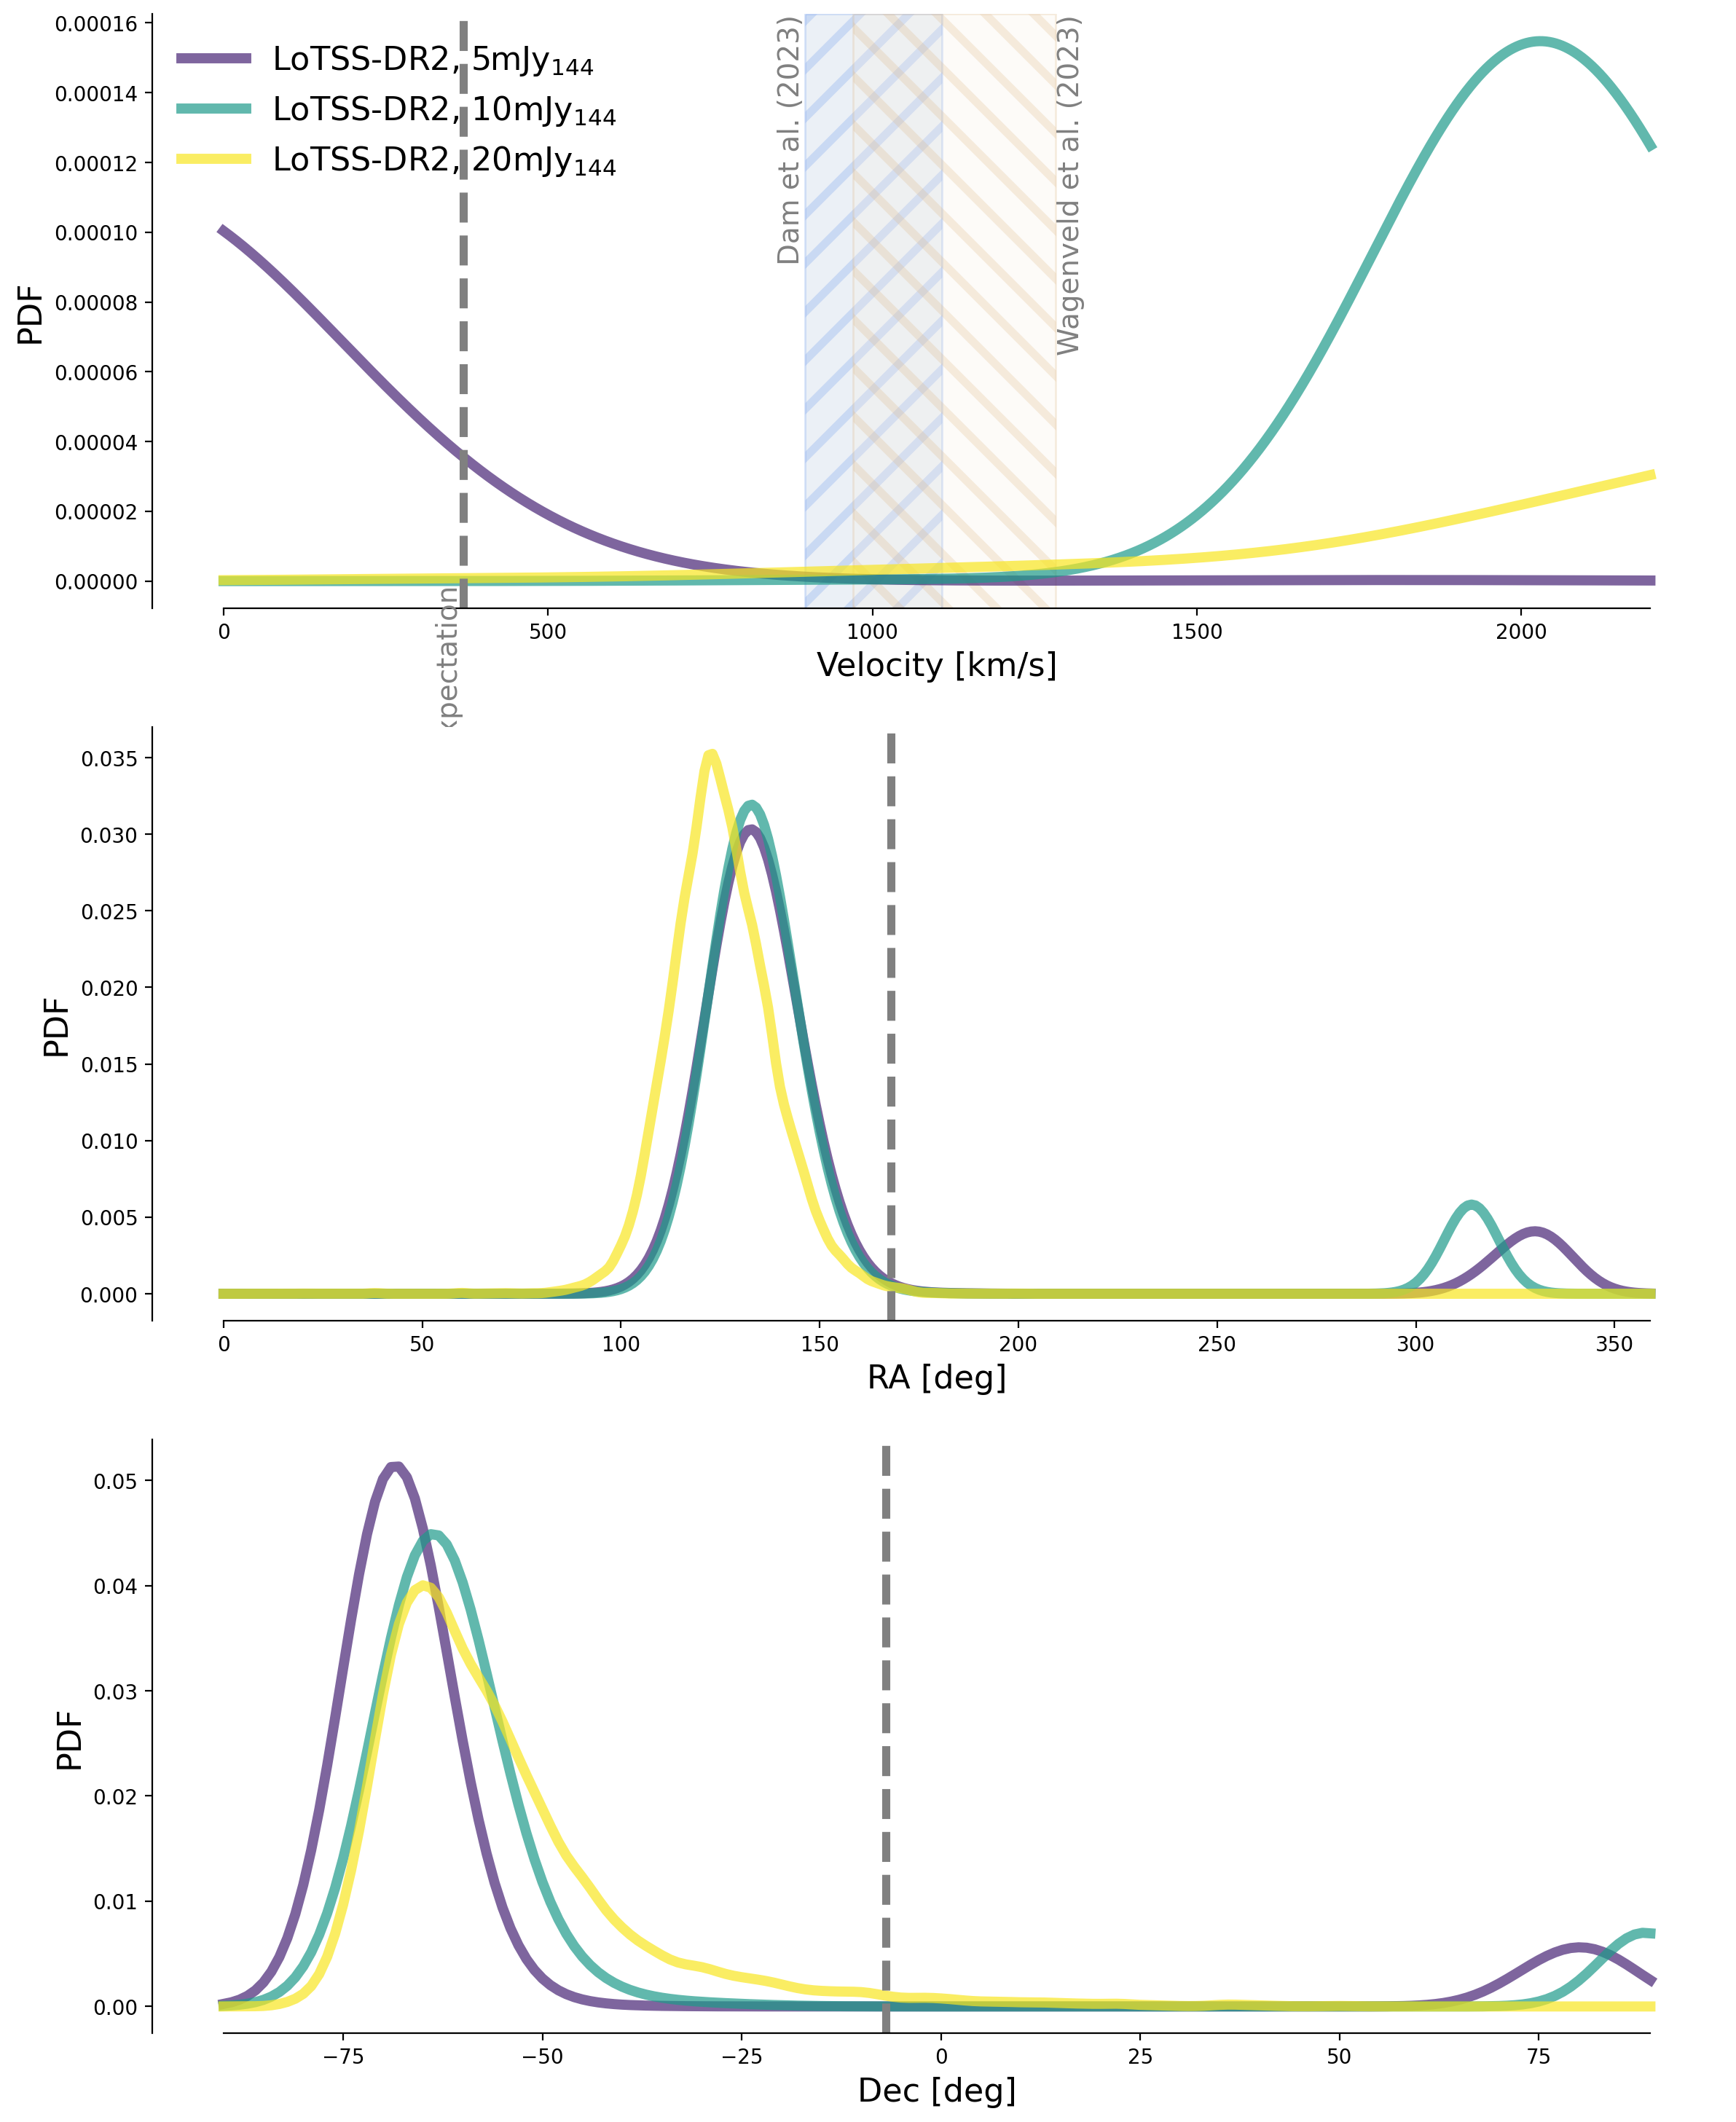 0.00016
0.00014
0.00012
0.00010
0.00008
0.00006
0.00004
0.00002
0.00000
PDF
LoTSS-DR2, 5mJy₁₄₄
LoTSS-DR2, 10mJy₁₄₄
LoTSS-DR2, 20mJy₁₄₄
Dam et al. (2023)
Wagenveld et al. (2023)
pectation
0 500 1000 1500 2000
Velocity [km/s]
0.035
0.030
0.025
0.020
0.015
0.010
0.005
0.000
PDF
0 50 100 150 200 250 300 350
RA [deg]
0.05
0.04
0.03
0.02
0.01
0.00
PDF
−75 −50 −25 0 25 50 75
Dec [deg]